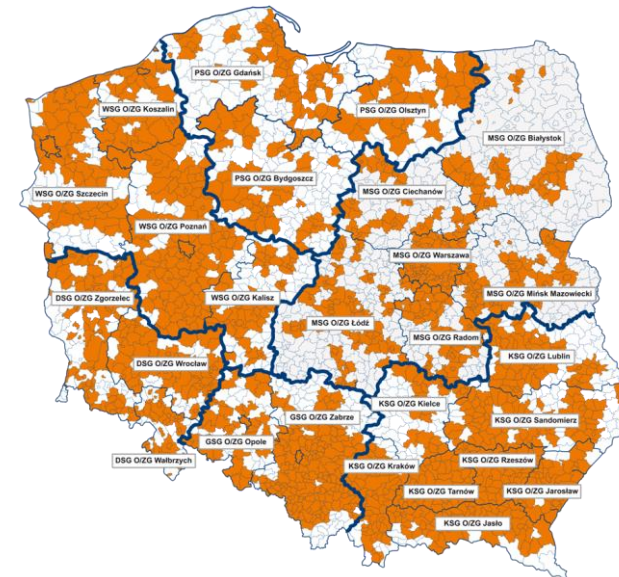 PSG O/ZG Gdańsk
WSG O/ZG Koszalin
PSG O/ZG Olsztyn
MSG O/ZG Białystok
PSG O/ZG Bydgoszcz
MSG O/ZG Ciechanów
WSG O/ZG Szczecin
WSG O/ZG Poznań
MSG O/ZG Warszawa
DSG O/ZG Zgorzelec
WSG O/ZG Kalisz
MSG O/ZG Mińsk Mazowiecki
MSG O/ZG Łódź
MSG O/ZG Radom
KSG O/ZG Lublin
DSG O/ZG Wrocław
KSG O/ZG Kielce
GSG O/ZG Zabrze
KSG O/ZG Sandomierz
GSG O/ZG Opole
DSG O/ZG Wałbrzych
KSG O/ZG Kraków
KSG O/ZG Rzeszów
KSG O/ZG Tarnów
KSG O/ZG Jarosław
KSG O/ZG Jasło